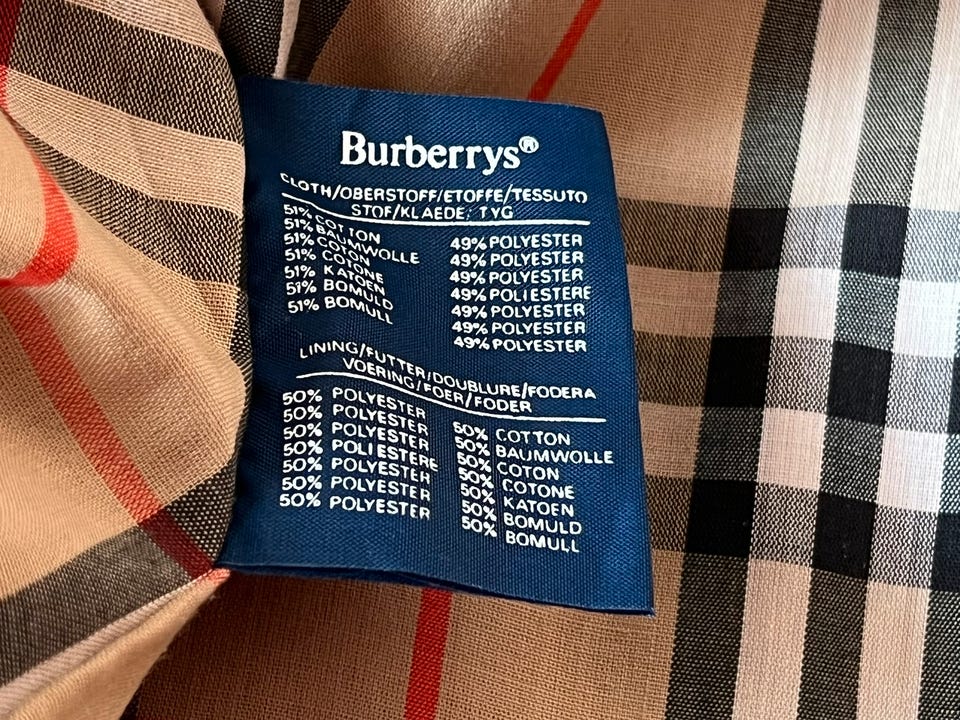 Burberrys®
CLOTH/OBERSTOFF/ETOFFE/TESSUTO
STOF/KLAEDE: TYG
51% COTTON 49% POLYESTER
51% BAUMWOLLE 49% POLYESTER
51% COTON 49% POLYESTER
51% COTONE 49% POLIESTERE
51% KATOEN 49% POLYESTER
51% BOMULD 49% POLYESTER
51% BOMULL 49% POLYESTER
LINING/FUTTER/DOUBLURE/FODERA
VOERING/FOER/FODER
50% POLYESTER 50% COTTON
50% POLYESTER 50% BAUMWOLLE
50% POLYESTER 50% COTON
50% POLIESTERE 50% COTONE
50% POLYESTER 50% KATOEN
50% POLYESTER 50% BOMULD
50% POLYESTER 50% BOMULL